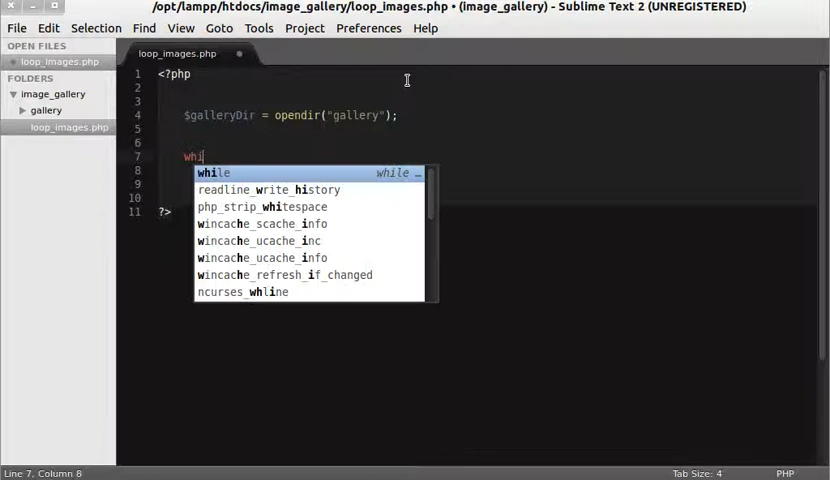 /opt/lampp/htdocs/image_gallery/loop_images.php • (image_gallery) - Sublime Text 2 (UNREGISTERED)
File Edit Selection Find View Goto Tools Project Preferences Help
OPEN FILES
loop_images.php
FOLDERS
image_gallery
gallery
loop_images.php
loop_images.php
1 <?php
2
3
4 $galleryDir = opendir("gallery");
5
6
7 whi
8
9
10
11 ?>
while while …
readline_write_history
php_strip_whitespace
wincache_scache_info
wincache_ucache_inc
wincache_ucache_info
wincache_refresh_if_changed
ncurses_whline
Line 7, Column 8 Tab Size: 4 PHP